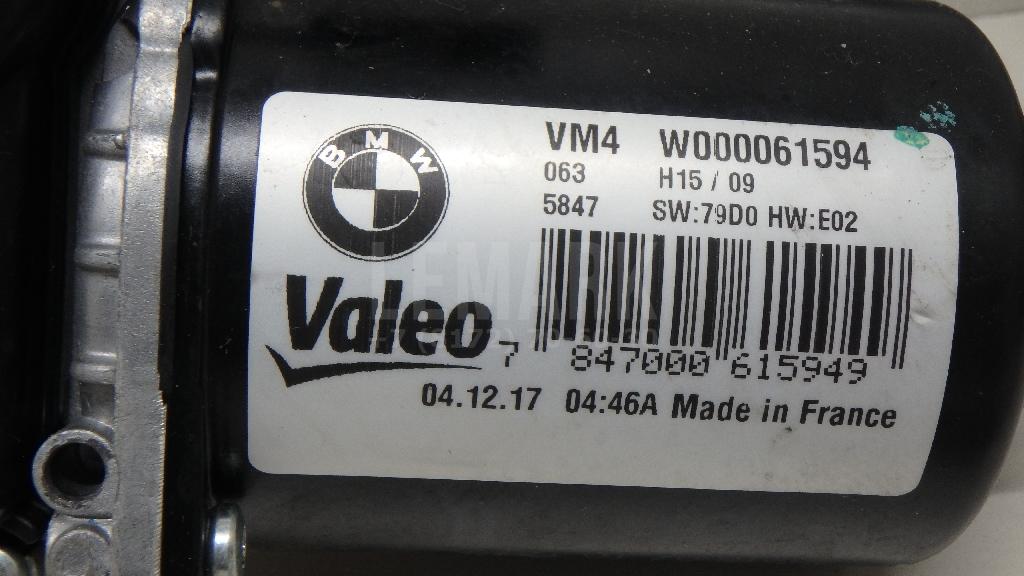 BMW
VM4 W000061594
063 H15 / 09
5847 SW:79D0 HW:E02
LEMARK
Valeo
7 847000 615949
04.12.17 04:46A Made in France